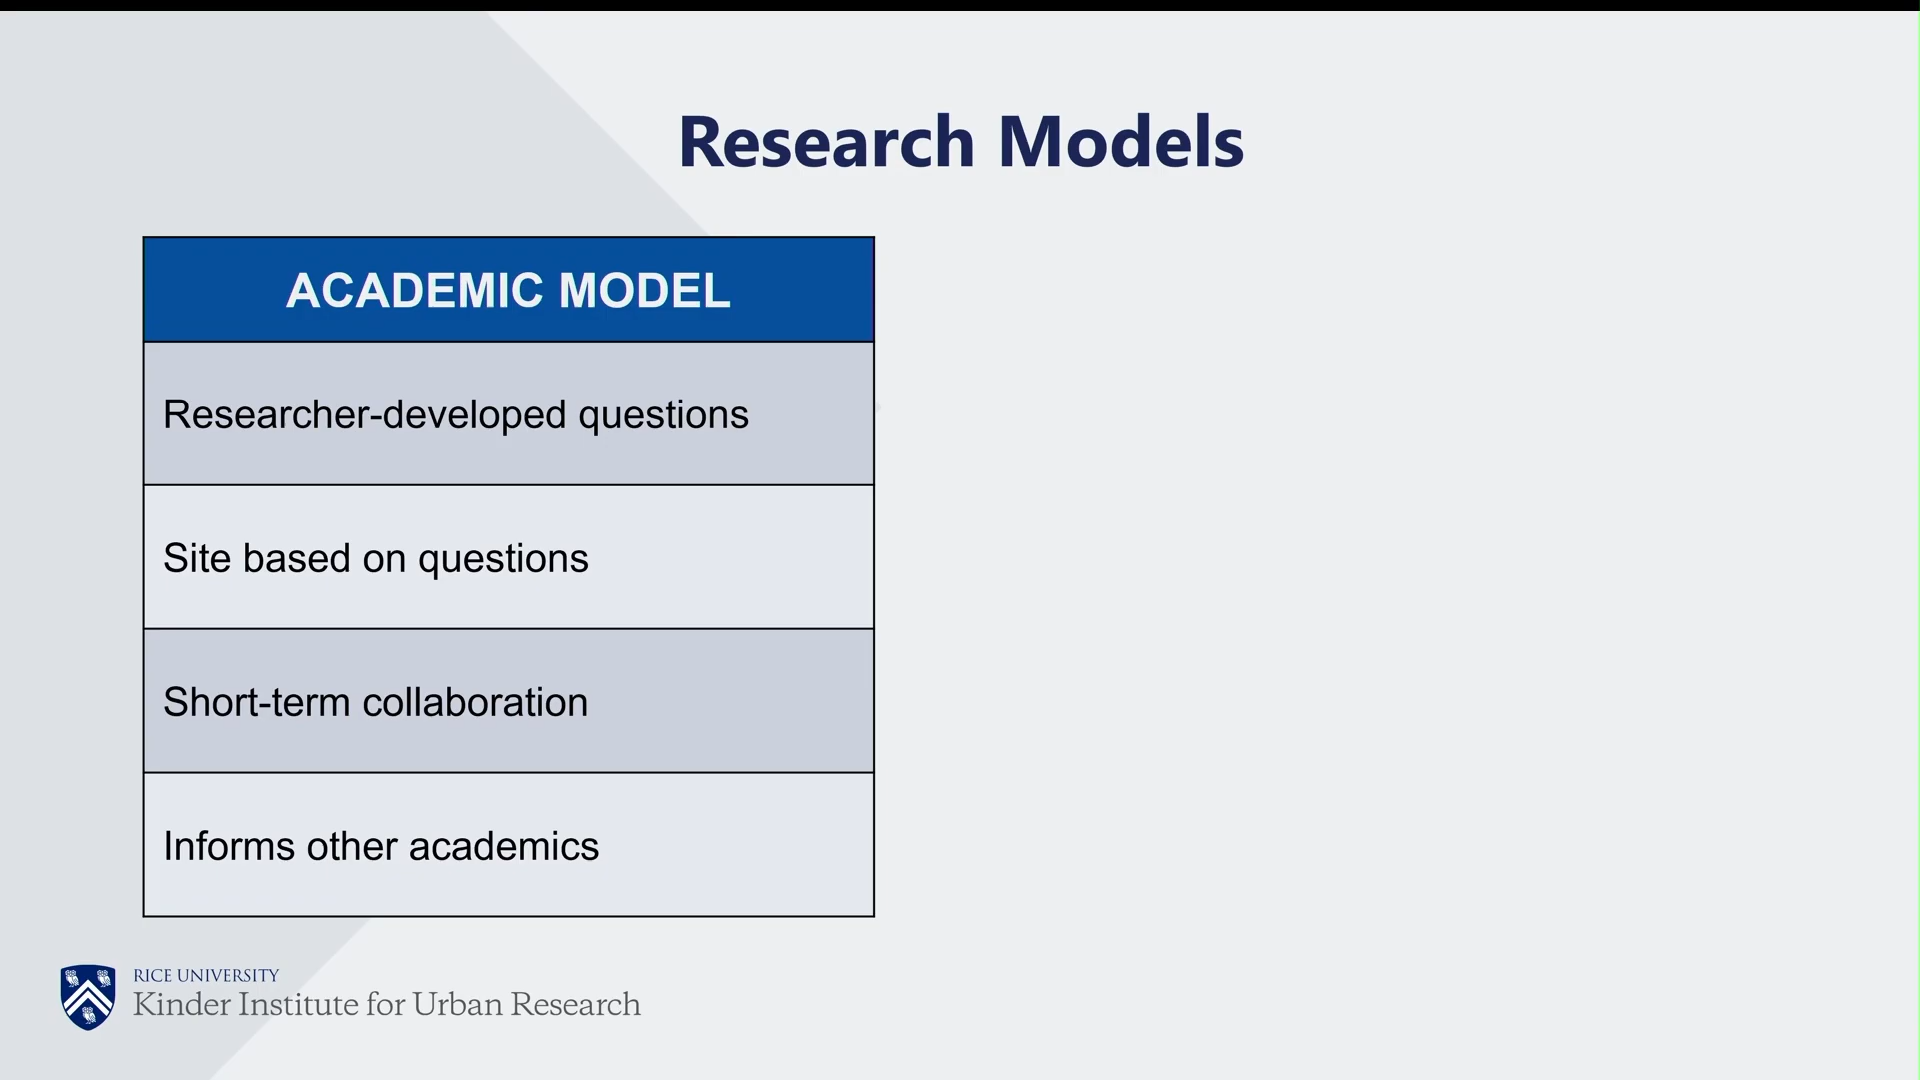 Research Models
ACADEMIC MODEL
Researcher-developed questions
Site based on questions
Short-term collaboration
Informs other academics
RICE UNIVERSITY
Kinder Institute for Urban Research